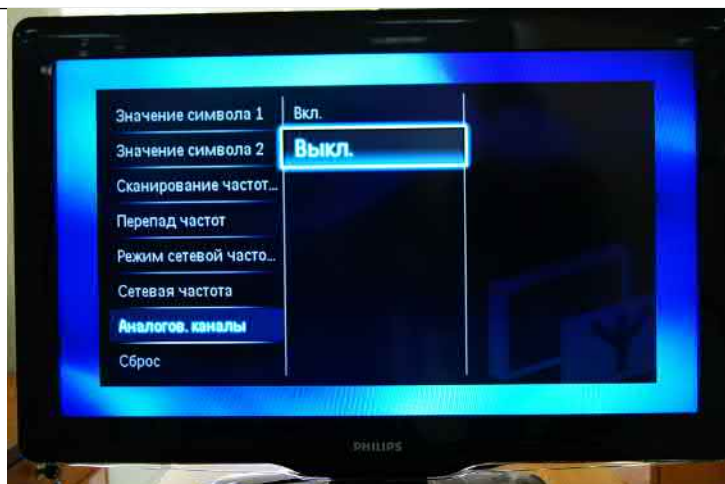 Значение символа 1
Значение символа 2
Сканирование частот...
Перепад частот
Режим сетевой часто...
Сетевая частота
Аналогов. каналы
Сброс
Вкл.
Выкл.
PHILIPS